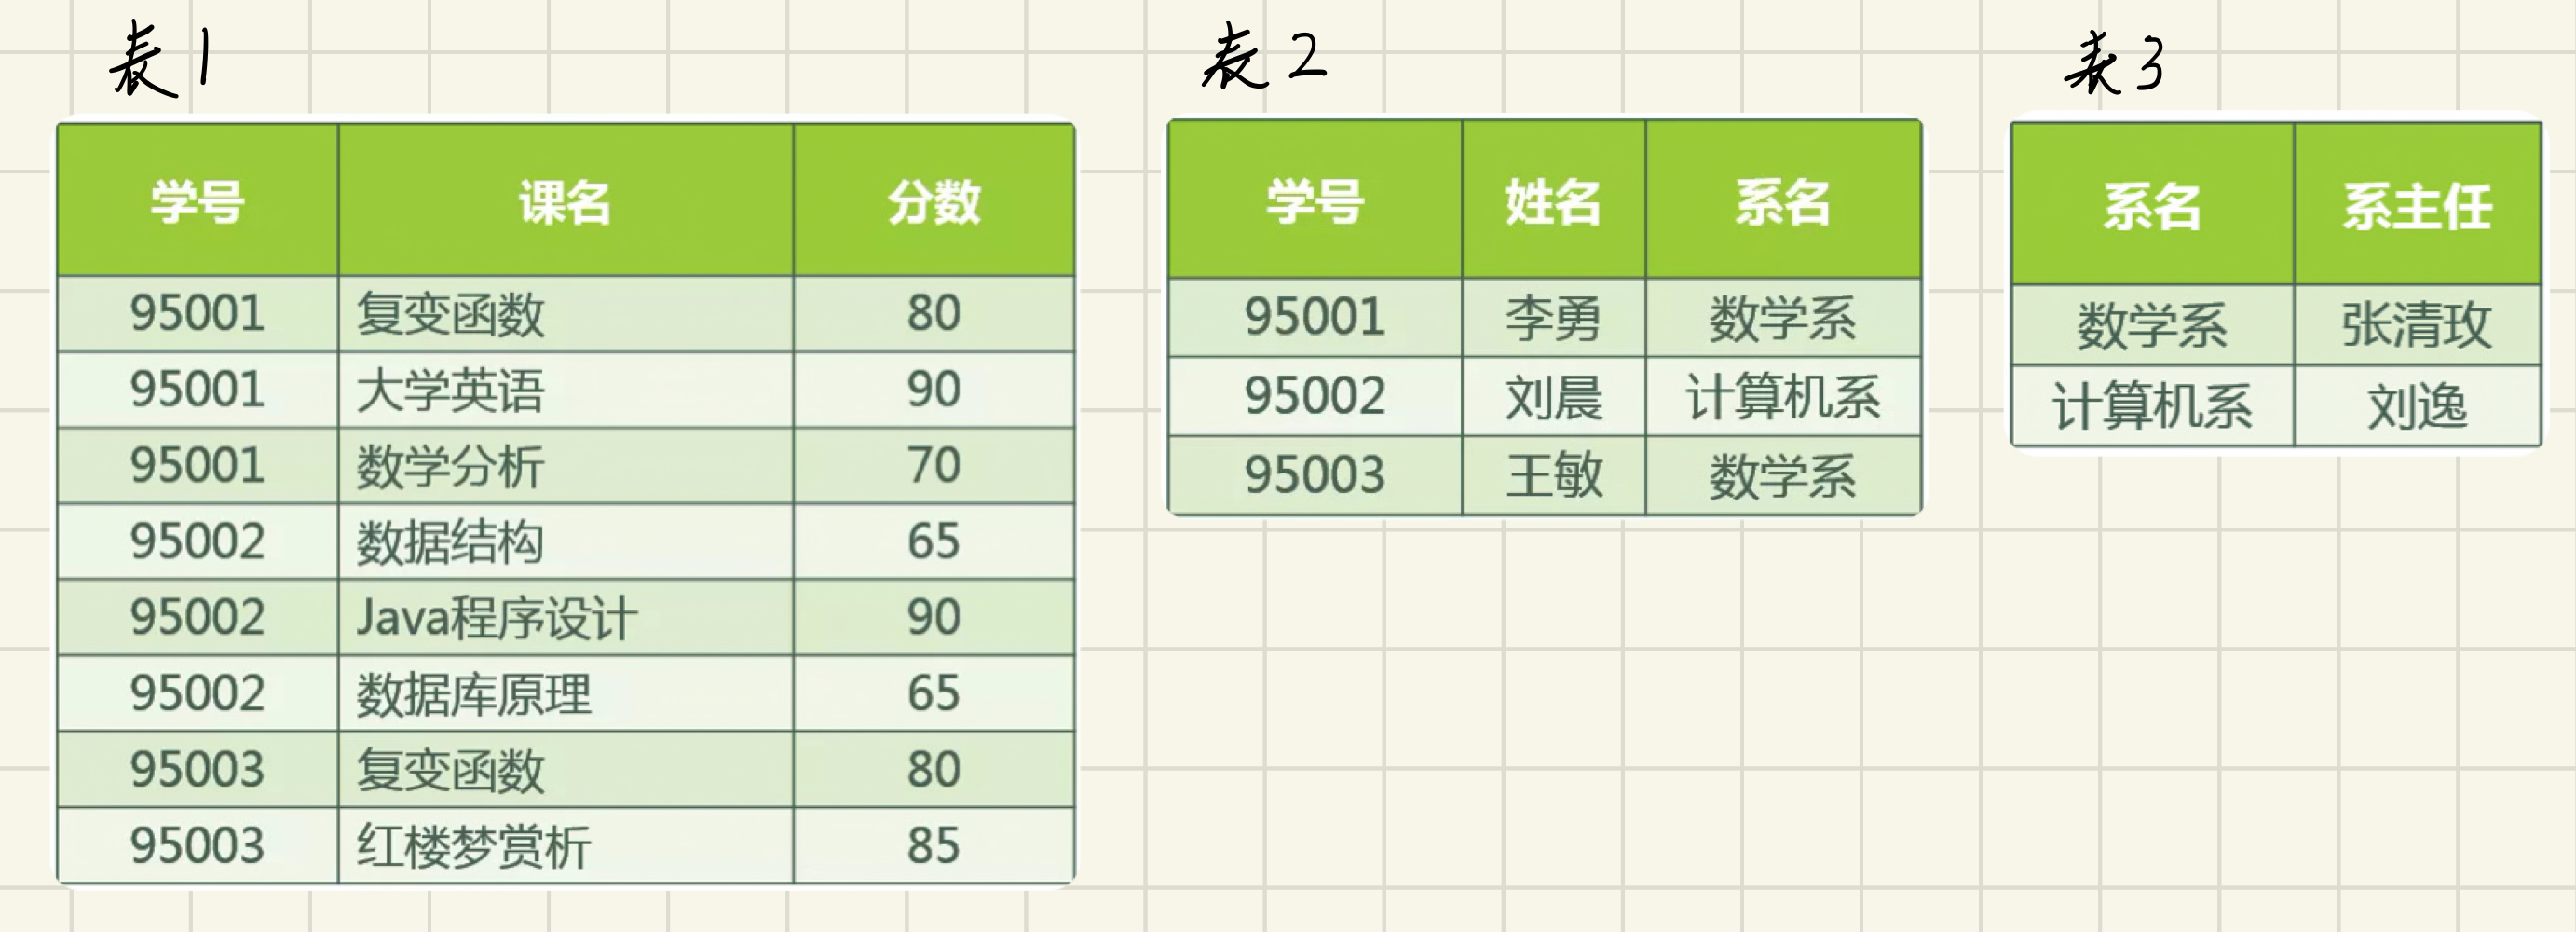 表1
学号 课名 分数
95001 复变函数 80
95001 大学英语 90
95001 数学分析 70
95002 数据结构 65
95002 Java程序设计 90
95002 数据库原理 65
95003 复变函数 80
95003 红楼梦赏析 85
表2
学号 姓名 系名
95001 李勇 数学系
95002 刘晨 计算机系
95003 王敏 数学系
表3
系名 系主任
数学系 张清玫
计算机系 刘逸